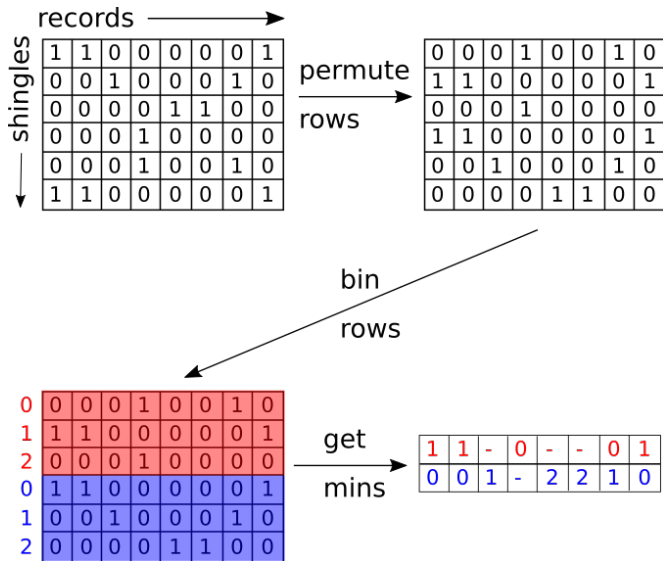 records
shingles
1 1 0 0 0 0 0 1
0 0 1 0 0 0 1 0
0 0 0 0 1 1 0 0
0 0 0 1 0 0 0 0
0 0 0 1 0 0 1 0
1 1 0 0 0 0 0 1
permute
rows
0 0 0 1 0 0 1 0
1 1 0 0 0 0 0 1
0 0 0 1 0 0 0 0
1 1 0 0 0 0 0 1
0 0 1 0 0 0 1 0
0 0 0 0 1 1 0 0
bin
rows
0 0 0 0 1 0 0 1 0
1 1 1 0 0 0 0 0 1
2 0 0 0 1 0 0 0 0
0 1 1 0 0 0 0 0 1
1 0 0 1 0 0 0 1 0
2 0 0 0 0 1 1 0 0
get
mins
1 1 - 0 - - 0 1
0 0 1 - 2 2 1 0